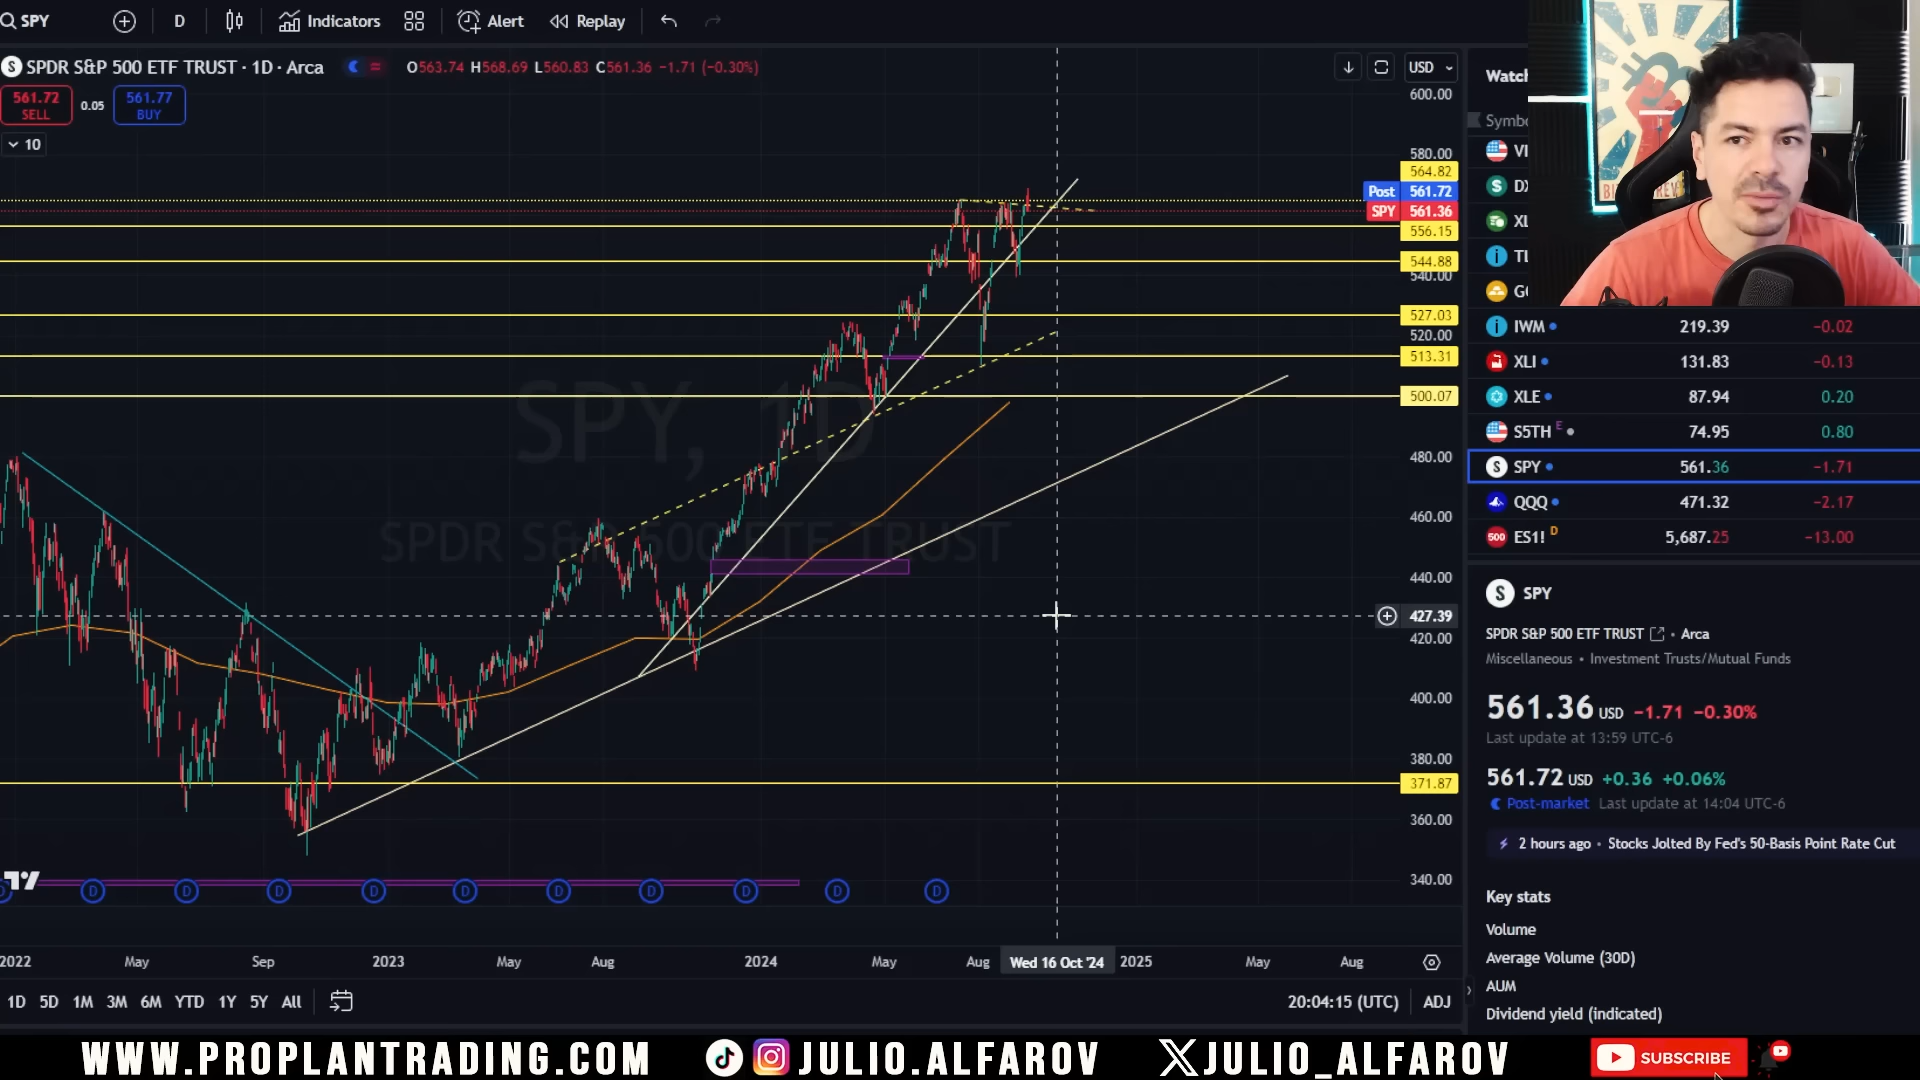 SPY
D
Indicators
Alert
Replay
SPDR S&P 500 ETF TRUST · 1D · Arca
O563.74 H568.69 L560.83 C561.36 −1.71 (−0.30%)
561.72
SELL
0.05
561.77
BUY
10
USD
600.00
580.00
564.82
Post 561.72
SPY 561.36
556.15
544.88
540.00
527.03
520.00
513.31
500.07
480.00
460.00
440.00
427.39
420.00
400.00
380.00
371.87
360.00
340.00
SPY, 1D
SPDR S&P 500 ETF TRUST
D D D D D D D D D D
2022 May Sep 2023 May Aug 2024 May Aug Wed 16 Oct '24 2025 May Aug
1D 5D 1M 3M 6M YTD 1Y 5Y All
20:04:15 (UTC) ADJ
IWM 219.39 −0.02
XLI 131.83 −0.13
XLE 87.94 0.20
S5TH E 74.95 0.80
SPY 561.36 −1.71
QQQ 471.32 −2.17
500 ES1! D 5,687.25 −13.00
SPY
SPDR S&P 500 ETF TRUST · Arca
Miscellaneous • Investment Trusts/Mutual Funds
561.36 USD −1.71 −0.30%
Last update at 13:59 UTC-6
561.72 USD +0.36 +0.06%
Post-market Last update at 14:04 UTC-6
2 hours ago • Stocks Jolted By Fed's 50-Basis Point Rate Cut
Key stats
Volume
Average Volume (30D)
AUM
Dividend yield (indicated)
WWW.PROPLANTRADING.COM
JULIO.ALFAROV
JULIO_ALFAROV
SUBSCRIBE